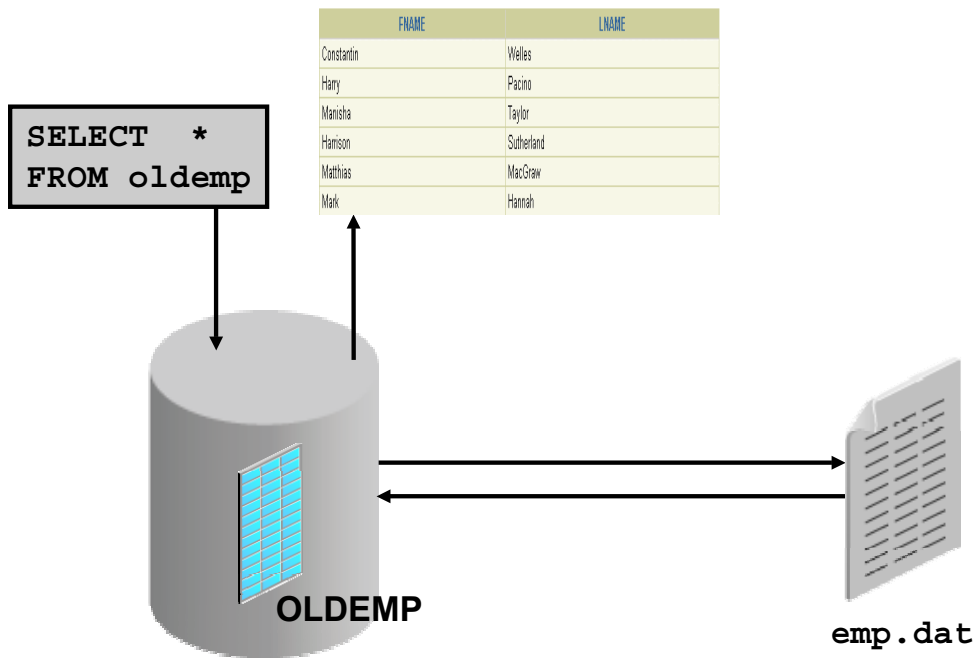 FNAME LNAME
Constantin Welles
Harry Pacino
Manisha Taylor
Harrison Sutherland
Matthias MacGraw
Mark Hannah
SELECT *
FROM oldemp
OLDEMP
emp.dat